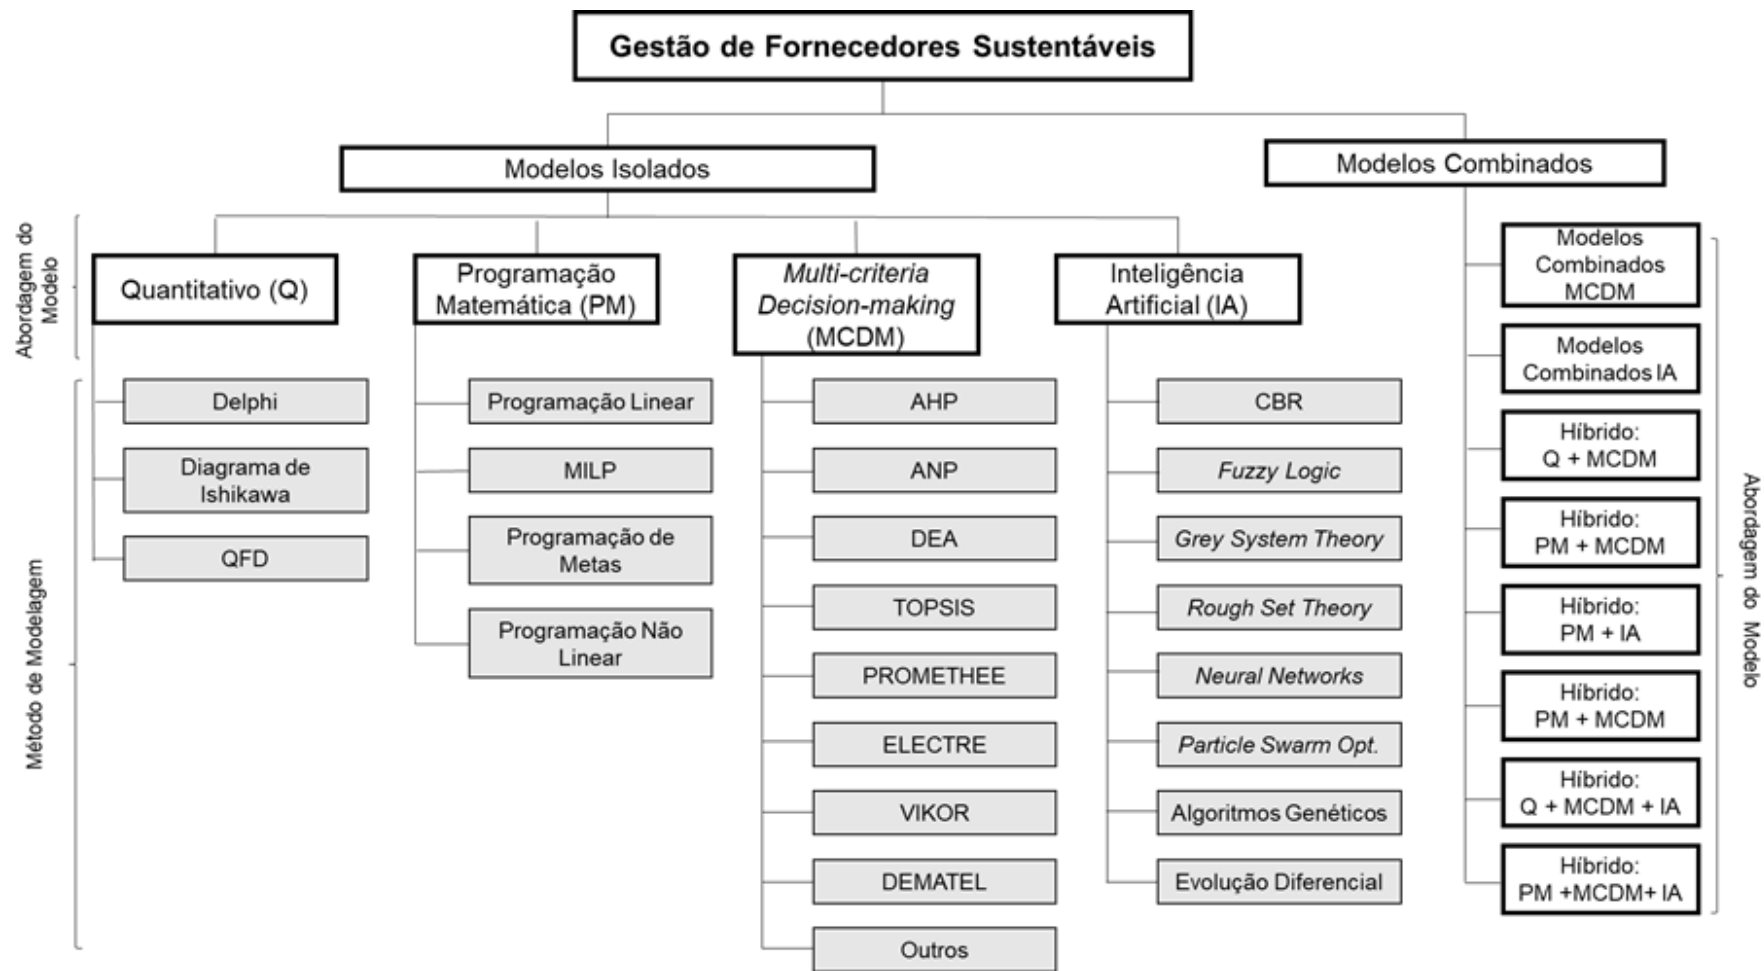 Gestão de Fornecedores Sustentáveis
Modelos Isolados
Modelos Combinados
Abordagem do
Modelo
Quantitativo (Q)
Programação
Matemática (PM)
Multi-criteria
Decision-making
(MCDM)
Inteligência
Artificial (IA)
Método de Modelagem
Delphi
Diagrama de
Ishikawa
QFD
Programação Linear
MILP
Programação de
Metas
Programação Não
Linear
AHP
ANP
DEA
TOPSIS
PROMETHEE
ELECTRE
VIKOR
DEMATEL
Outros
CBR
Fuzzy Logic
Grey System Theory
Rough Set Theory
Neural Networks
Particle Swarm Opt.
Algoritmos Genéticos
Evolução Diferencial
Modelos
Combinados
MCDM
Modelos
Combinados IA
Híbrido:
Q + MCDM
Híbrido:
PM + MCDM
Híbrido:
PM + IA
Híbrido:
PM + MCDM
Híbrido:
Q + MCDM + IA
Híbrido:
PM +MCDM+ IA
Abordagem do Modelo